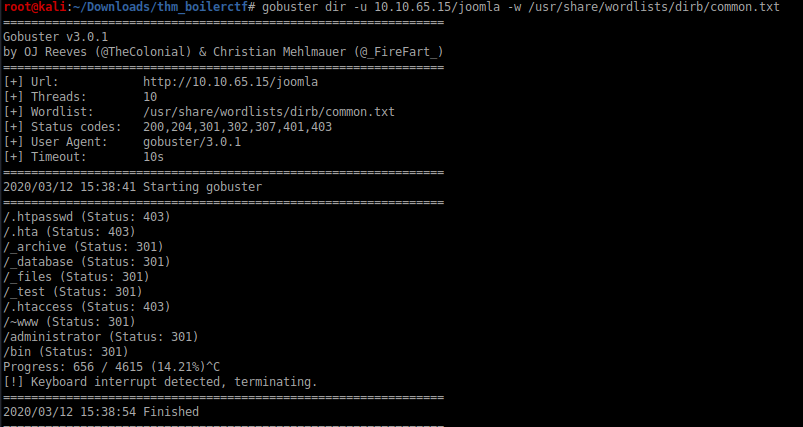 root@kali:~/Downloads/thm_boilerctf# gobuster dir -u 10.10.65.15/joomla -w /usr/share/wordlists/dirb/common.txt
===============================================================
Gobuster v3.0.1
by OJ Reeves (@TheColonial) & Christian Mehlmauer (@_FireFart_)
===============================================================
[+] Url:            http://10.10.65.15/joomla
[+] Threads:        10
[+] Wordlist:       /usr/share/wordlists/dirb/common.txt
[+] Status codes:   200,204,301,302,307,401,403
[+] User Agent:     gobuster/3.0.1
[+] Timeout:        10s
===============================================================
2020/03/12 15:38:41 Starting gobuster
===============================================================
/.htpasswd (Status: 403)
/.hta (Status: 403)
/_archive (Status: 301)
/_database (Status: 301)
/_files (Status: 301)
/_test (Status: 301)
/.htaccess (Status: 403)
/~www (Status: 301)
/administrator (Status: 301)
/bin (Status: 301)
Progress: 656 / 4615 (14.21%)^C
[!] Keyboard interrupt detected, terminating.
===============================================================
2020/03/12 15:38:54 Finished
===============================================================